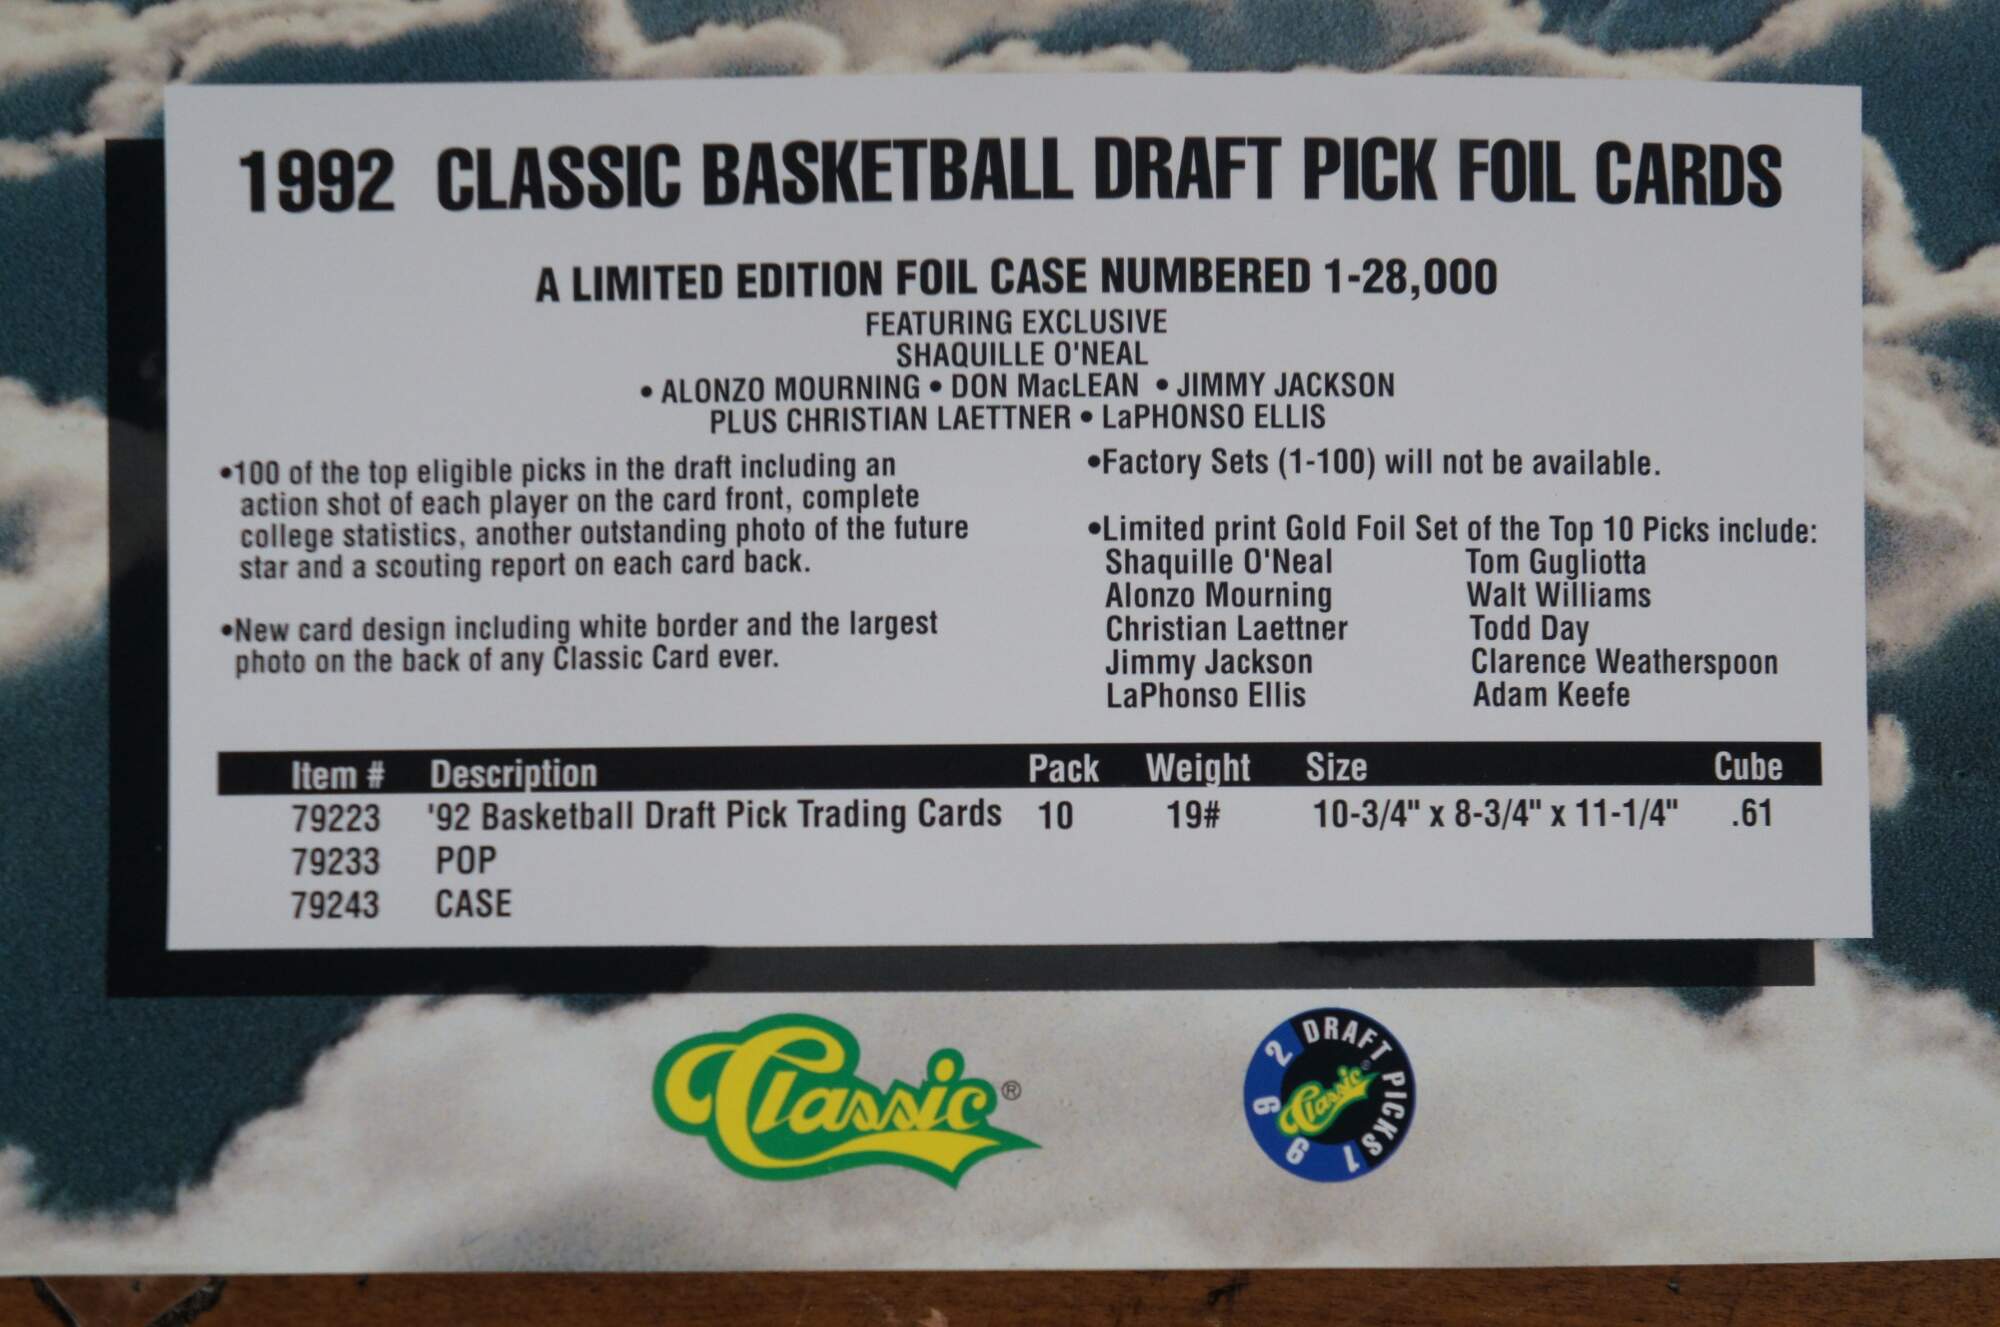 1992 CLASSIC BASKETBALL DRAFT PICK FOIL CARDS
A LIMITED EDITION FOIL CASE NUMBERED 1-28,000
FEATURING EXCLUSIVE
SHAQUILLE O'NEAL
• ALONZO MOURNING • DON MacLEAN • JIMMY JACKSON
PLUS CHRISTIAN LAETTNER • LaPHONSO ELLIS
•100 of the top eligible picks in the draft including an
action shot of each player on the card front, complete
college statistics, another outstanding photo of the future
star and a scouting report on each card back.
•New card design including white border and the largest
photo on the back of any Classic Card ever.
•Factory Sets (1-100) will not be available.
•Limited print Gold Foil Set of the Top 10 Picks include:
Shaquille O'Neal Tom Gugliotta
Alonzo Mourning Walt Williams
Christian Laettner Todd Day
Jimmy Jackson Clarence Weatherspoon
LaPhonso Ellis Adam Keefe
Item # Description Pack Weight Size Cube
79223 '92 Basketball Draft Pick Trading Cards 10 19# 10-3/4" x 8-3/4" x 11-1/4" .61
79233 POP
79243 CASE
Classic ®
1992 DRAFT PICKS
Classic ®